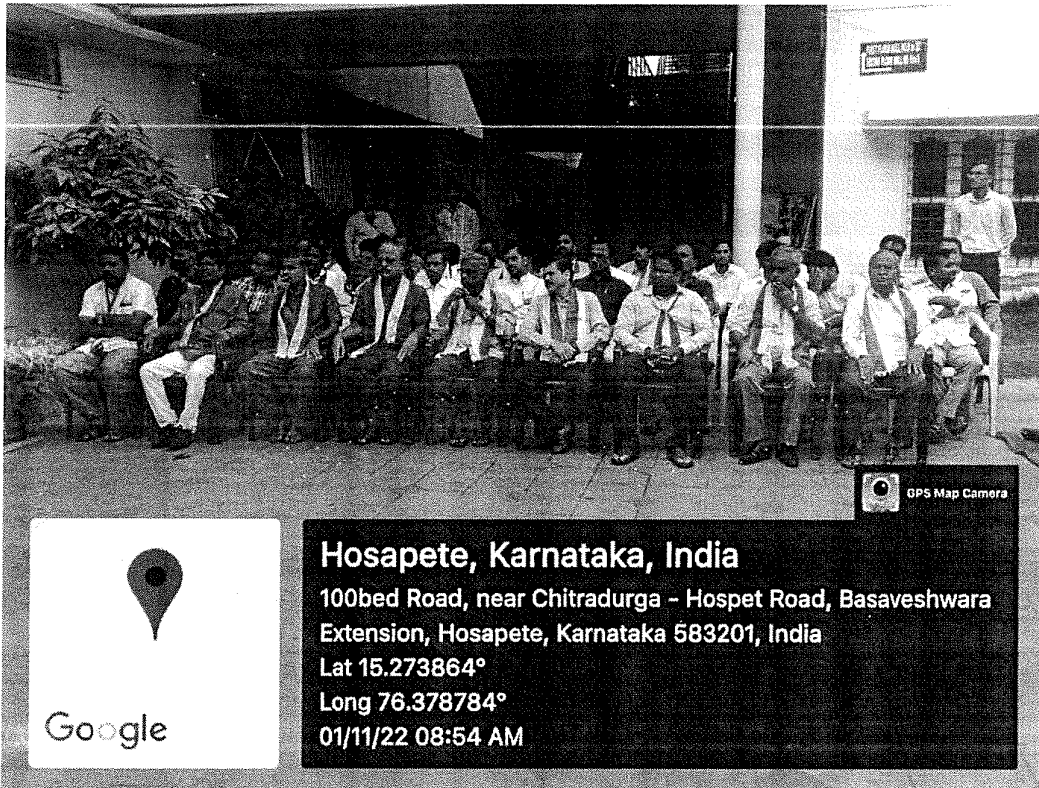 GPS Map Camera
Hosapete, Karnataka, India
100bed Road, near Chitradurga - Hospet Road, Basaveshwara
Extension, Hosapete, Karnataka 583201, India
Lat 15.273864°
Long 76.378784°
01/11/22 08:54 AM
Google